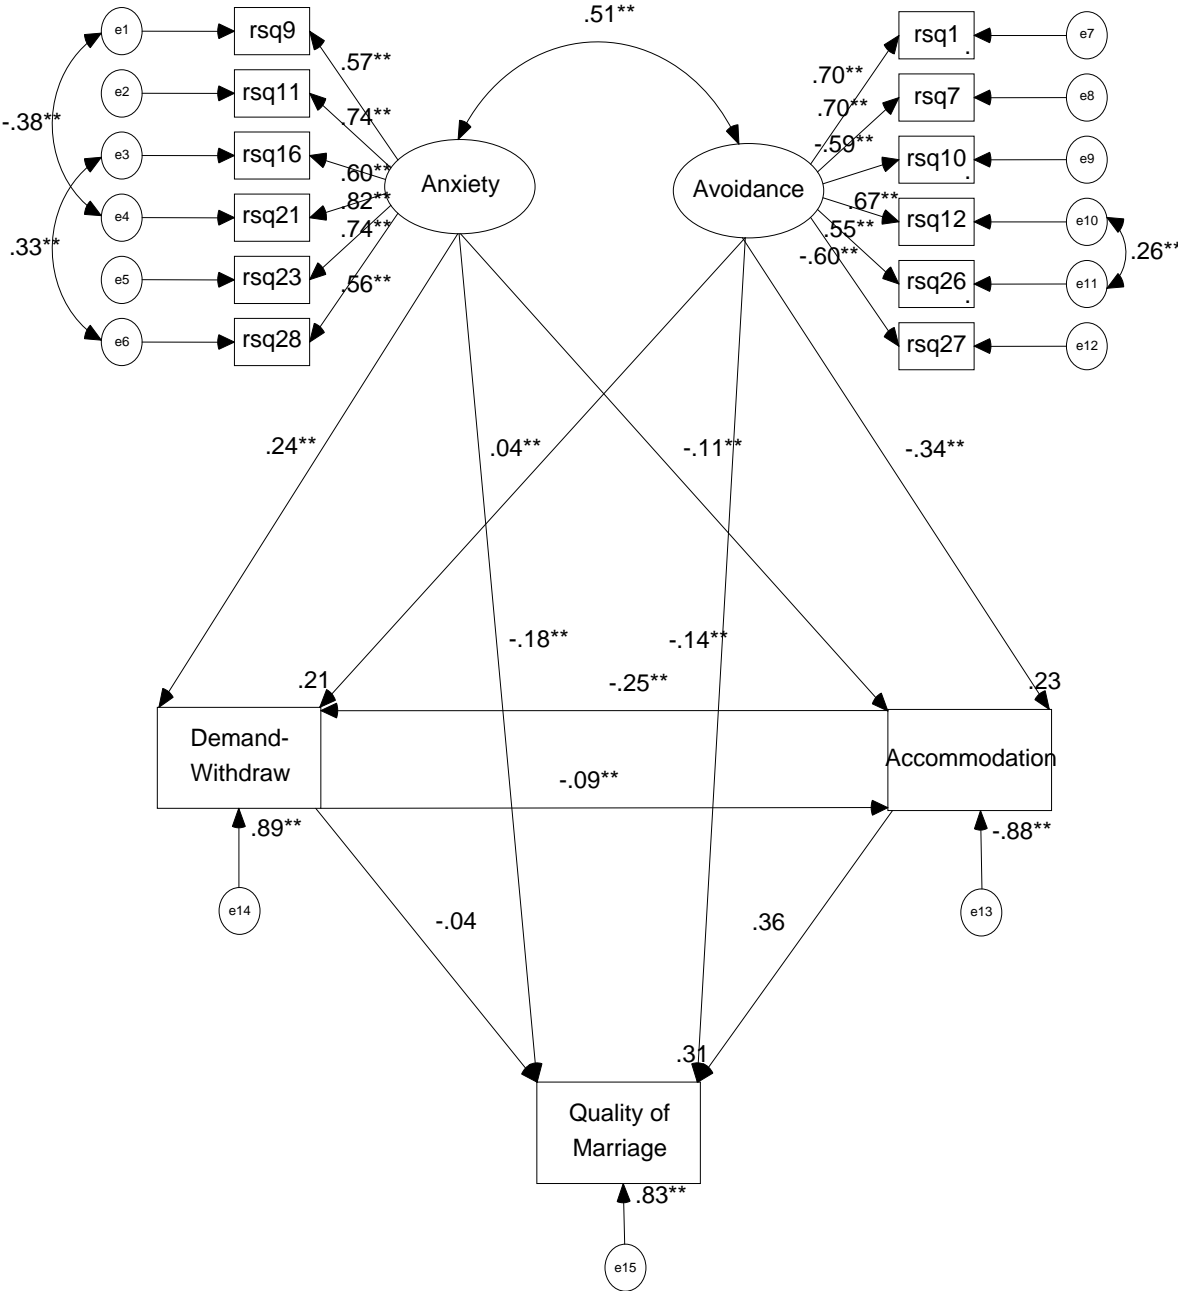 .51**
e1
rsq9
rsq1
.
e7
.57**
.70**
e2
rsq11
rsq7
e8
.74**
.70**
-.38**
-.59**
e3
rsq16
rsq10
.
e9
.60**
Anxiety
Avoidance
.82**
.67**
e4
rsq21
rsq12
e10
.74**
.55**
.33**
-.60**
.26**
e5
rsq23
rsq26
.
e11
.56**
e6
rsq28
rsq27
e12
.24**
.04**
-.11**
-.34**
-.18**
-.14**
.21
-.25**
.23
Demand-
Withdraw
Accommodation
-.09**
.89**
-.88**
e14
e13
-.04
.36
.31
Quality of
Marriage
.83**
e15